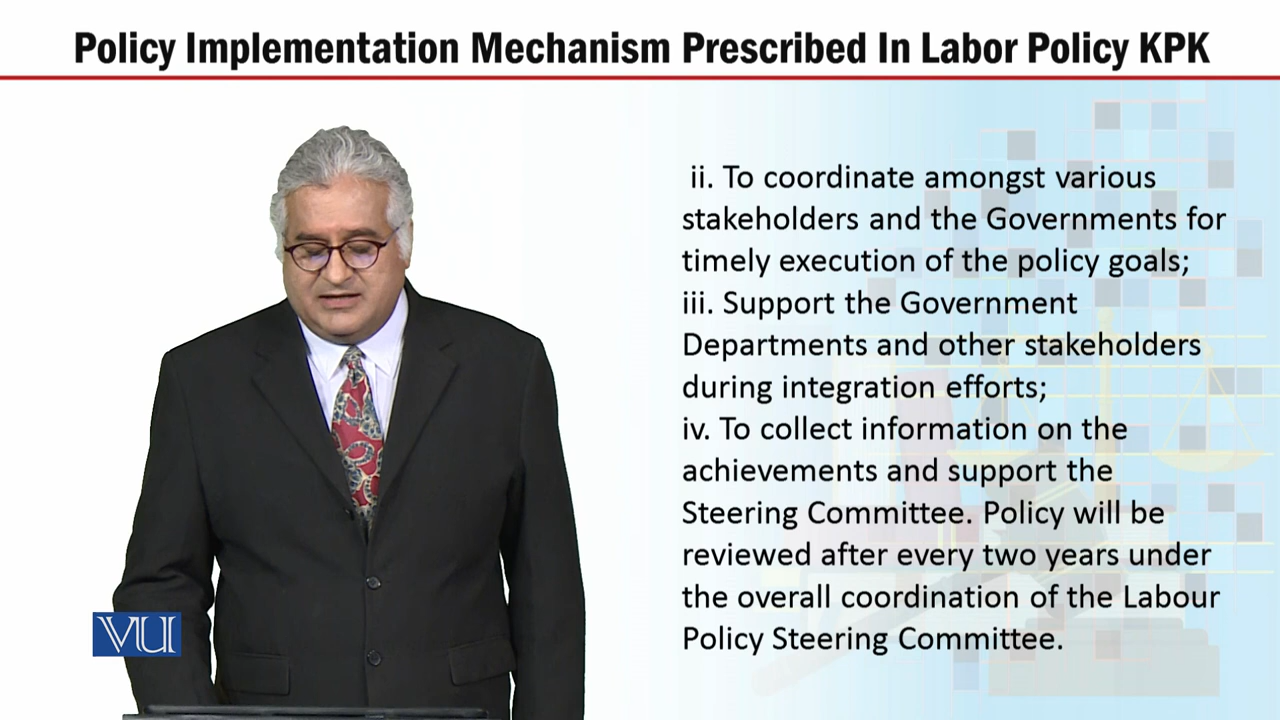 Policy Implementation Mechanism Prescribed In Labor Policy KPK
ii. To coordinate amongst various
stakeholders and the Governments for
timely execution of the policy goals;
iii. Support the Government
Departments and other stakeholders
during integration efforts;
iv. To collect information on the
achievements and support the
Steering Committee. Policy will be
reviewed after every two years under
the overall coordination of the Labour
Policy Steering Committee.
VU